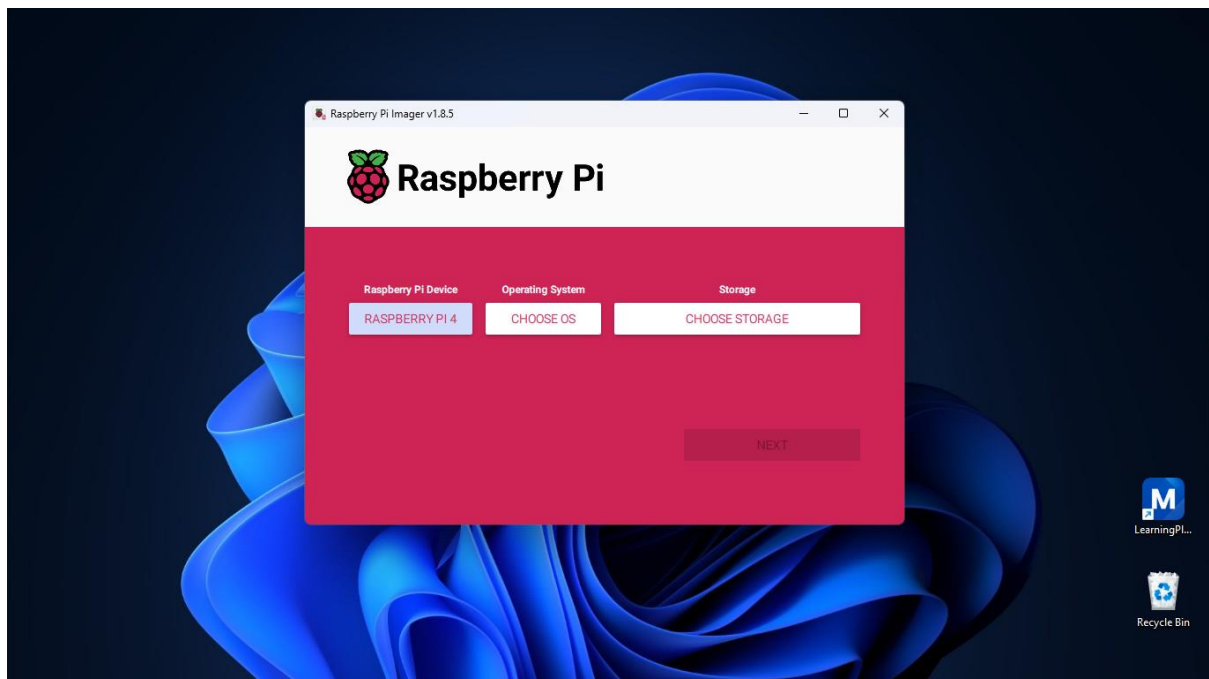 Raspberry Pi Imager v1.8.5
Raspberry Pi
Raspberry Pi Device Operating System Storage
RASPBERRY PI 4 CHOOSE OS CHOOSE STORAGE
NEXT
M
LearningPl...
Recycle Bin